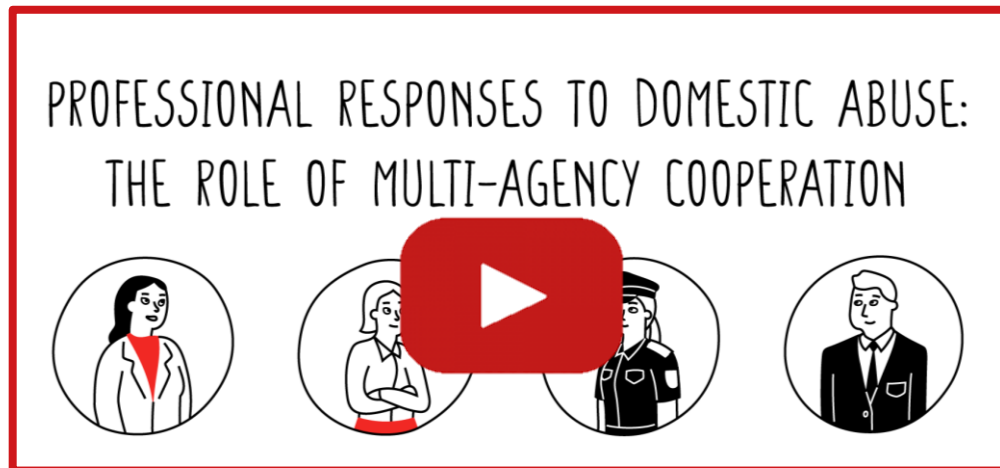 PROFESSIONAL RESPONSES TO DOMESTIC ABUSE:
THE ROLE OF MULTI-AGENCY COOPERATION